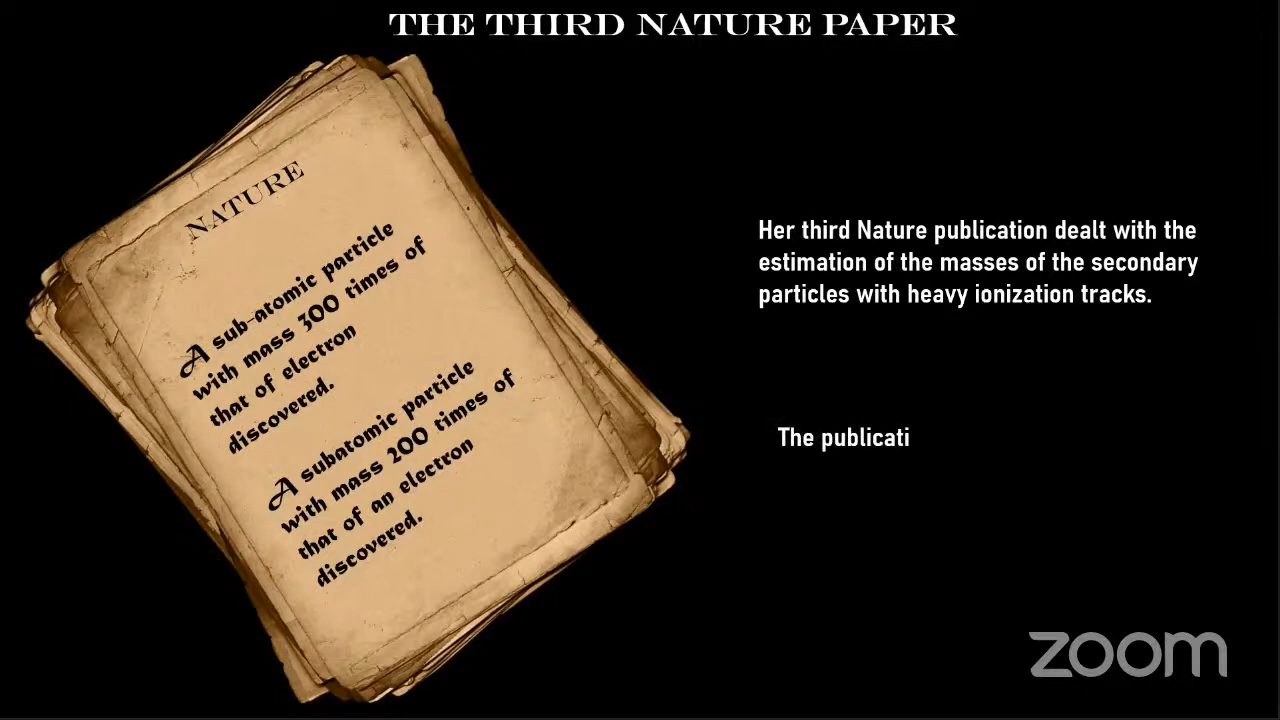 THE THIRD NATURE PAPER
NATURE
A sub-atomic particle
with mass 300 times of
that of electron
discovered.
A subatomic particle
with mass 200 times of
that of an electron
discovered.
Her third Nature publication dealt with the
estimation of the masses of the secondary
particles with heavy ionization tracks.
The publicati
zoom